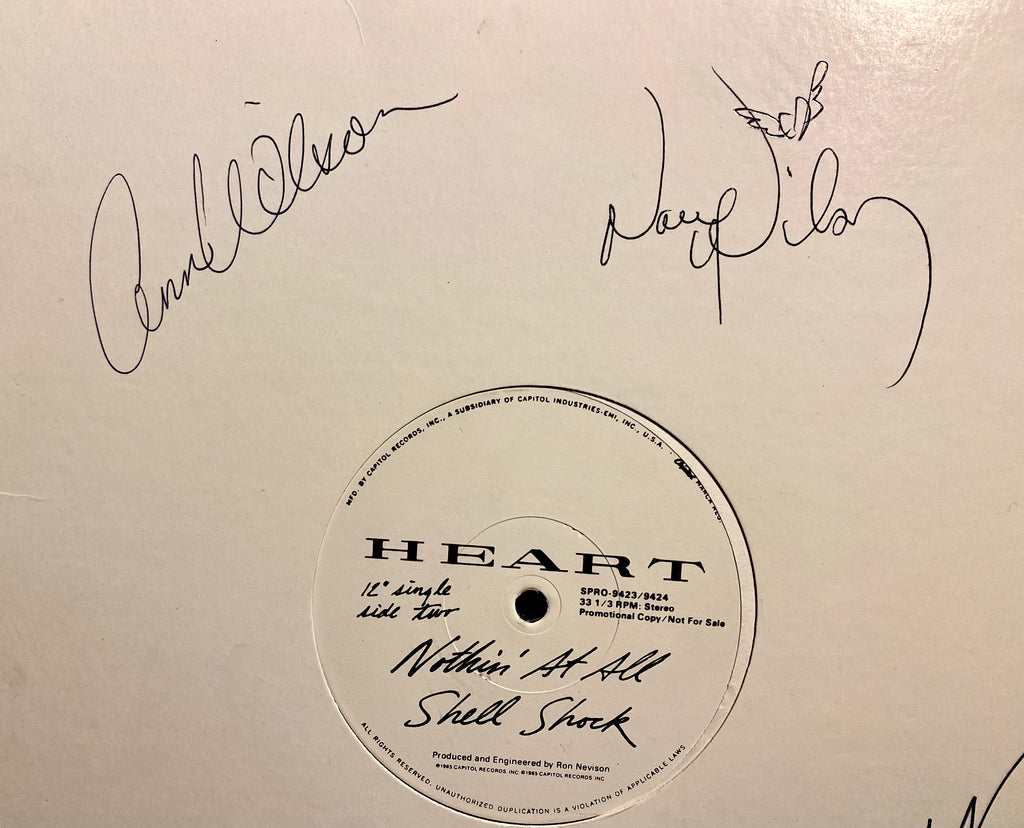 Ann Wilson
Nancy Wilson
MFD. BY CAPITOL RECORDS, INC., A SUBSIDIARY OF CAPITOL INDUSTRIES-EMI, INC., U.S.A. · Capitol MARCA REG.
HEART
12" single
side two
SPRO-9423/9424
33 1/3 RPM: Stereo
Promotional Copy/Not For Sale
Nothin' At All
Shell Shock
Produced and Engineered by Ron Nevison
℗1985 CAPITOL RECORDS INC ©1985 CAPITOL RECORDS INC
ALL RIGHTS RESERVED. UNAUTHORIZED DUPLICATION IS A VIOLATION OF APPLICABLE LAWS